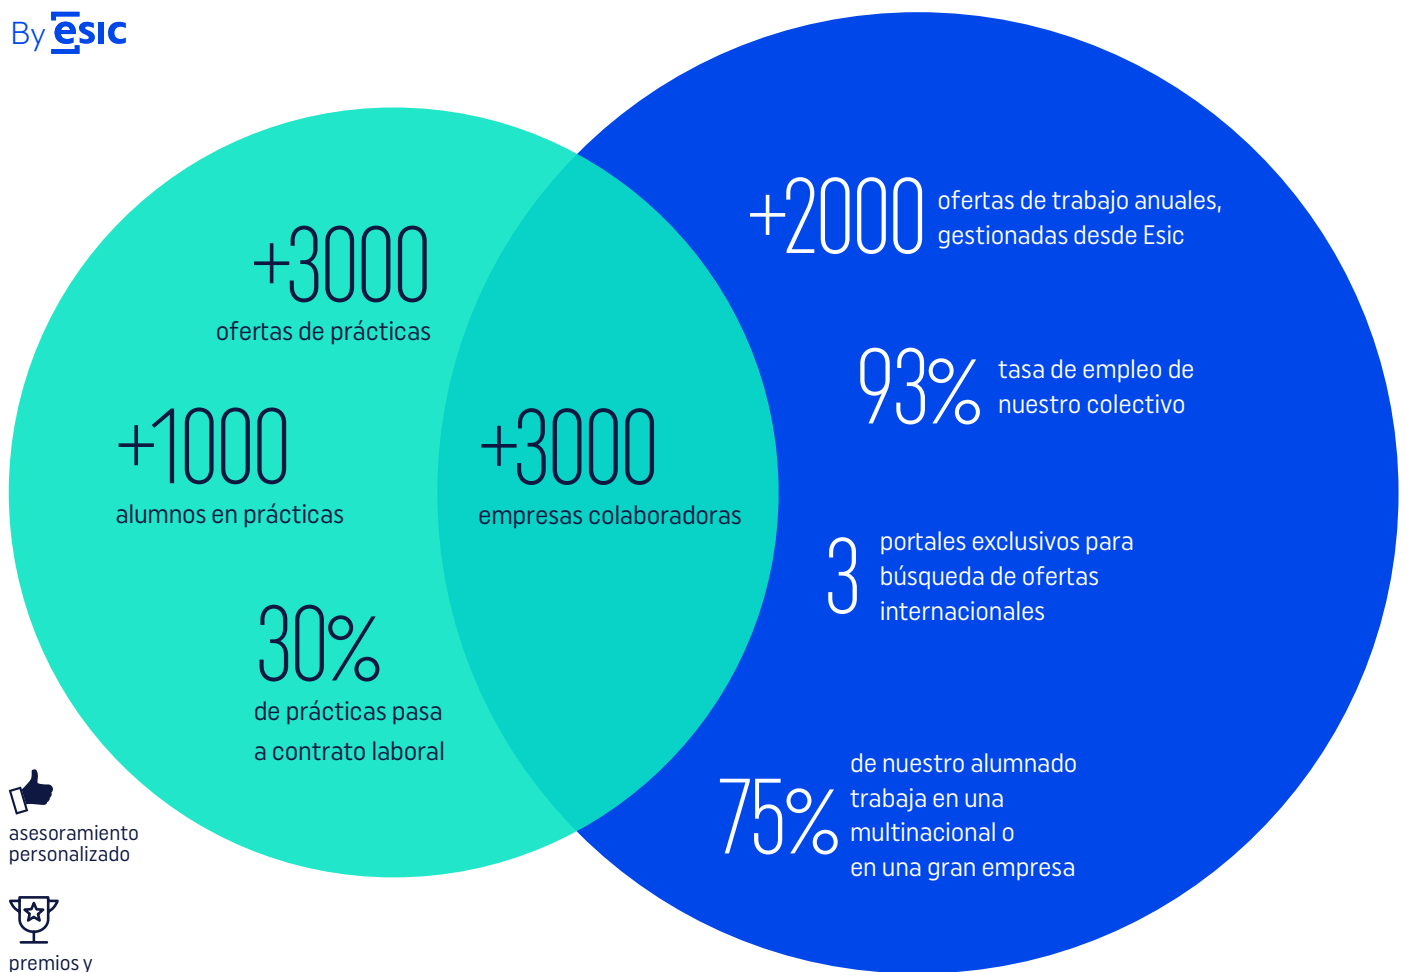 By esic
+3000
ofertas de prácticas
+1000
alumnos en prácticas
30%
de prácticas pasa
a contrato laboral
+3000
empresas colaboradoras
+2000
ofertas de trabajo anuales,
gestionadas desde Esic
93%
tasa de empleo de
nuestro colectivo
3
portales exclusivos para
búsqueda de ofertas
internacionales
75%
de nuestro alumnado
trabaja en una
multinacional o
en una gran empresa
asesoramiento
personalizado
premios y